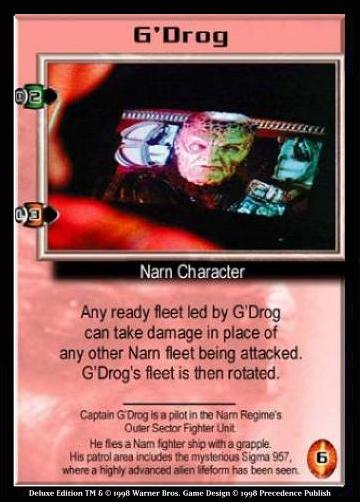 G'Drog
D 2
L 3
Narn Character
Any ready fleet led by G'Drog
can take damage in place of
any other Narn fleet being attacked.
G'Drog's fleet is then rotated.
Captain G'Drog is a pilot in the Narn Regime's
Outer Sector Fighter Unit.
He flies a Narn fighter ship with a grapple.
His patrol area includes the mysterious Sigma 957,
where a highly advanced alien lifeform has been seen.
6
Deluxe Edition TM & © 1998 Warner Bros. Game Design © 1998 Precedence Publish